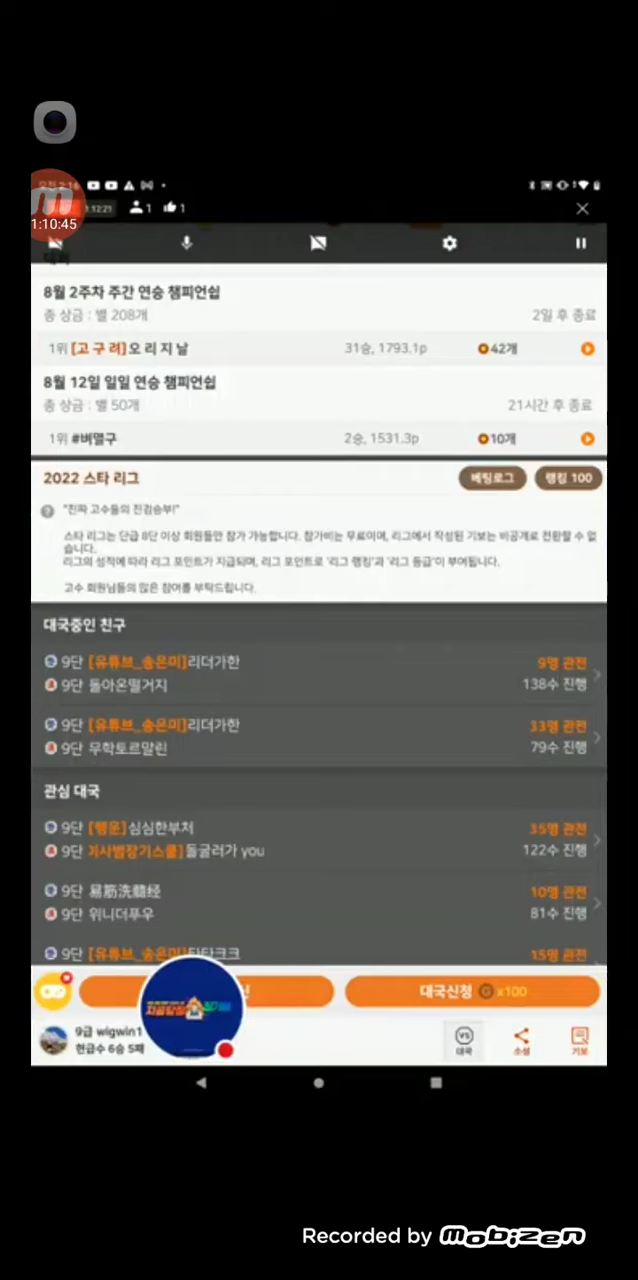 오전 2:16
1:10:45
1:12:21
1
1
대국
8월 2주차 주간 연승 챔피언쉽
총 상금 : 별 208개
2일 후 종료
1위 [고 구 려]오 리 지 날
31승, 1793.1p
42개
8월 12일 일일 연승 챔피언쉽
총 상금 : 별 50개
21시간 후 종료
1위 #버멸구
2승, 1531.3p
10개
2022 스타 리그
베팅로그
랭킹 100
"진짜 고수들의 진검승부!"
스타 리그는 단급 8단 이상 회원들만 참가 가능합니다. 참가비는 무료이며, 리그에서 작성된 기보는 비공개로 전환할 수 없
습니다.
리그의 성적에 따라 리그 포인트가 지급되며, 리그 포인트로 '리그 랭킹'과 '리그 등급'이 부여됩니다.
고수 회원님들의 많은 참여를 부탁드립니다.
대국중인 친구
9단 [유튜브_송은미]리더가한
9명 관전
9단 돌아온떨거지
138수 진행
9단 [유튜브_송은미]리더가한
33명 관전
9단 무학토르말린
79수 진행
관심 대국
9단 [행운]심심한부처
35명 관전
9단 기사범장기스쿨]돌굴러가 you
122수 진행
9단 易筋洗髓经
10명 관전
9단 위니더푸우
81수 진행
9단 [유튜브_송은미]타타크크
15명 관전
대국신청 G x100
9급 wigwin1
현급수 6승 5패
VS
대국
소셜
기보
Recorded by mobizen